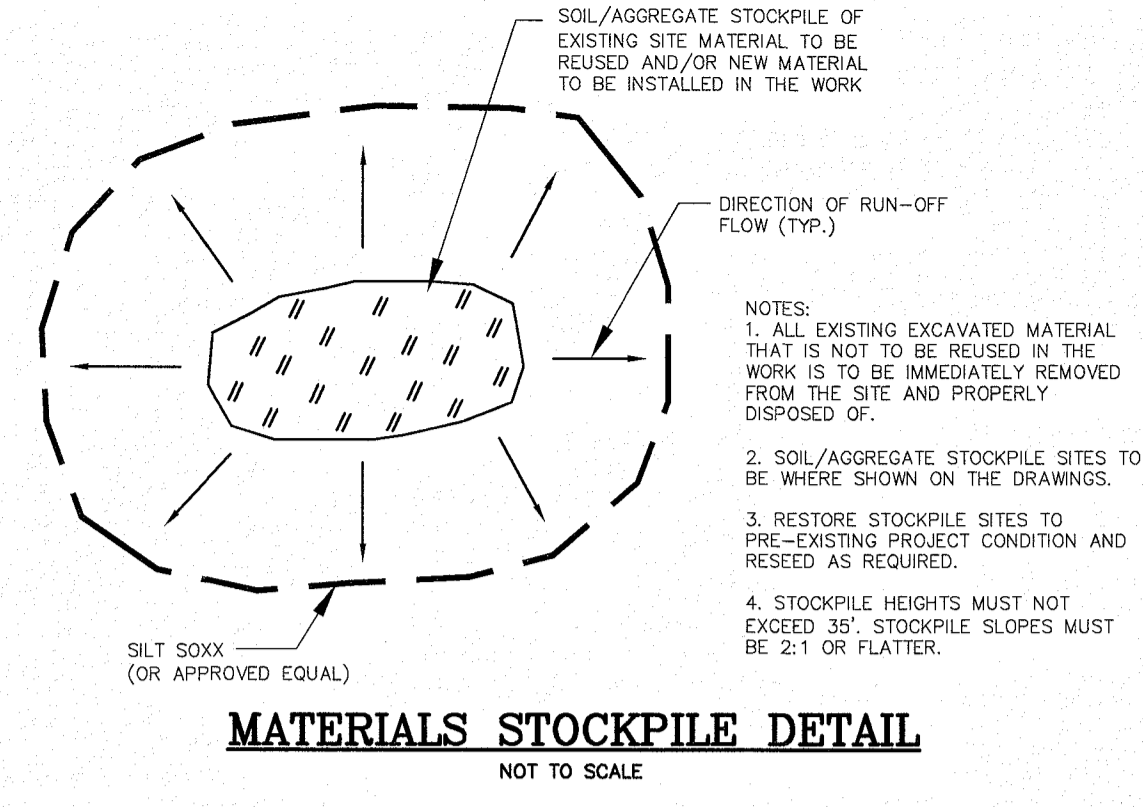 SOIL/AGGREGATE STOCKPILE OF
EXISTING SITE MATERIAL TO BE
REUSED AND/OR NEW MATERIAL
TO BE INSTALLED IN THE WORK
DIRECTION OF RUN-OFF
FLOW (TYP.)
NOTES:
1. ALL EXISTING EXCAVATED MATERIAL
THAT IS NOT TO BE REUSED IN THE
WORK IS TO BE IMMEDIATELY REMOVED
FROM THE SITE AND PROPERLY
DISPOSED OF.
2. SOIL/AGGREGATE STOCKPILE SITES TO
BE WHERE SHOWN ON THE DRAWINGS.
3. RESTORE STOCKPILE SITES TO
PRE-EXISTING PROJECT CONDITION AND
RESEED AS REQUIRED.
4. STOCKPILE HEIGHTS MUST NOT
EXCEED 35'. STOCKPILE SLOPES MUST
BE 2:1 OR FLATTER.
SILT SOXX
(OR APPROVED EQUAL)
MATERIALS STOCKPILE DETAIL
NOT TO SCALE